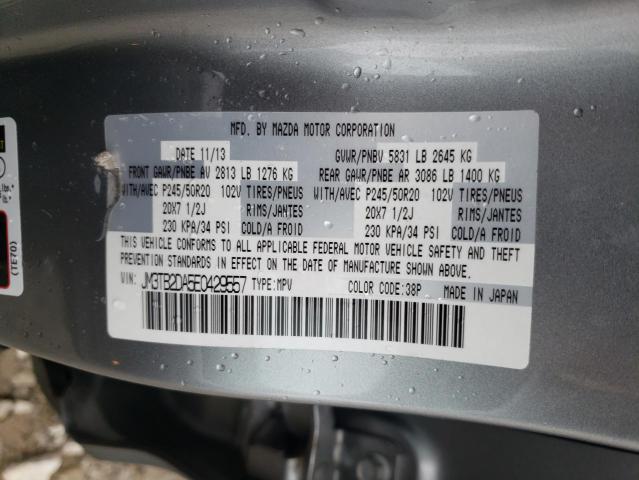 MFD. BY MAZDA MOTOR CORPORATION
DATE 11/13 GVWR/PNBV 5831 LB 2645 KG
FRONT GAWR/PNBE AV 2813 LB 1276 KG REAR GAWR/PNBE AR 3086 LB 1400 KG
WITH/AVEC P245/50R20 102V TIRES/PNEUS WITH/AVEC P245/50R20 102V TIRES/PNEUS
20X7 1/2J RIMS/JANTES 20X7 1/2J RIMS/JANTES
230 KPA/34 PSI COLD/A FROID 230 KPA/34 PSI COLD/A FROID
THIS VEHICLE CONFORMS TO ALL APPLICABLE FEDERAL MOTOR VEHICLE SAFETY AND THEFT
PREVENTION STANDARDS IN EFFECT ON THE DATE OF MANUFACTURE SHOWN ABOVE.
VIN: JM3TB2DA5E0429557 TYPE:MPV COLOR CODE:38P MADE IN JAPAN
(TE70)